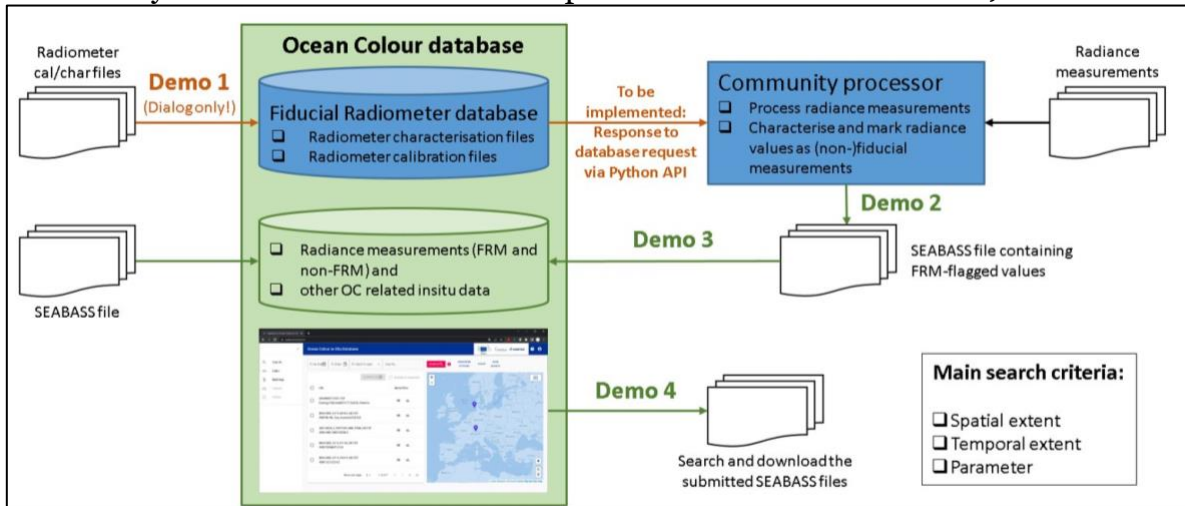 Radiometer
cal/char files
Demo 1
(Dialog only!)
Ocean Colour database
Fiducial Radiometer database
❑ Radiometer characterisation files
❑ Radiometer calibration files
To be
implemented:
Response to
database request
via Python API
Community processor
❑ Process radiance measurements
❑ Characterise and mark radiance
values as (non-)fiducial
measurements
Radiance
measurements
Demo 2
SEABASS file
❑ Radiance measurements (FRM and
non-FRM) and
❑ other OC related insitu data
Demo 3
SEABASS file containing
FRM-flagged values
Demo 4
Search and download the
submitted SEABASS files
Main search criteria:
❑ Spatial extent
❑ Temporal extent
❑ Parameter